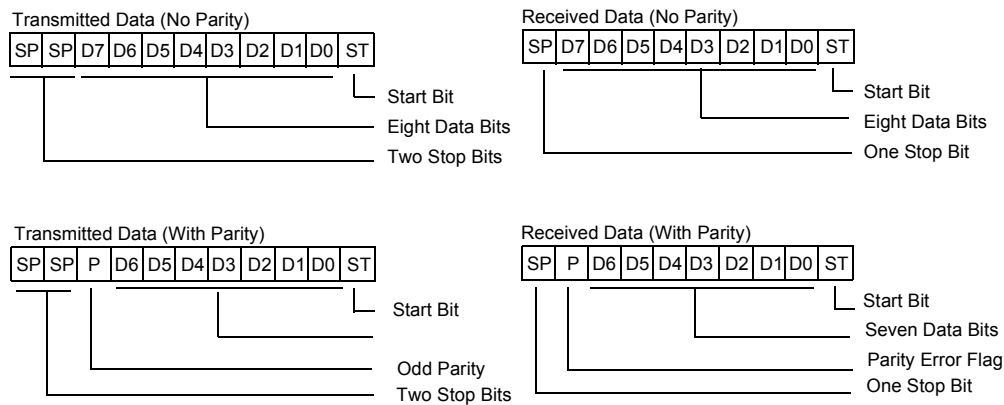 Transmitted Data (No Parity)
SP SP D7 D6 D5 D4 D3 D2 D1 D0 ST
Start Bit
Eight Data Bits
Two Stop Bits
Received Data (No Parity)
SP D7 D6 D5 D4 D3 D2 D1 D0 ST
Start Bit
Eight Data Bits
One Stop Bit
Transmitted Data (With Parity)
SP SP P D6 D5 D4 D3 D2 D1 D0 ST
Start Bit
Odd Parity
Two Stop Bits
Received Data (With Parity)
SP P D6 D5 D4 D3 D2 D1 D0 ST
Start Bit
Seven Data Bits
Parity Error Flag
One Stop Bit